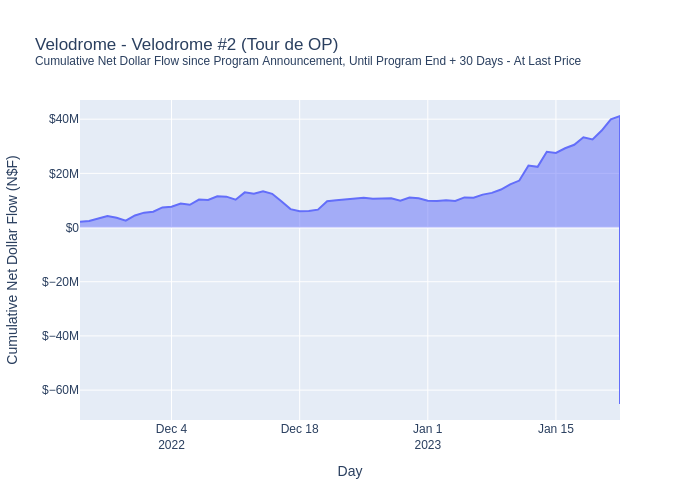 Velodrome - Velodrome #2 (Tour de OP)
Cumulative Net Dollar Flow since Program Announcement, Until Program End + 30 Days - At Last Price
Cumulative Net Dollar Flow (N$F)
$40M
$20M
$0
$−20M
$−40M
$−60M
Dec 4
2022
Dec 18
Jan 1
2023
Jan 15
Day